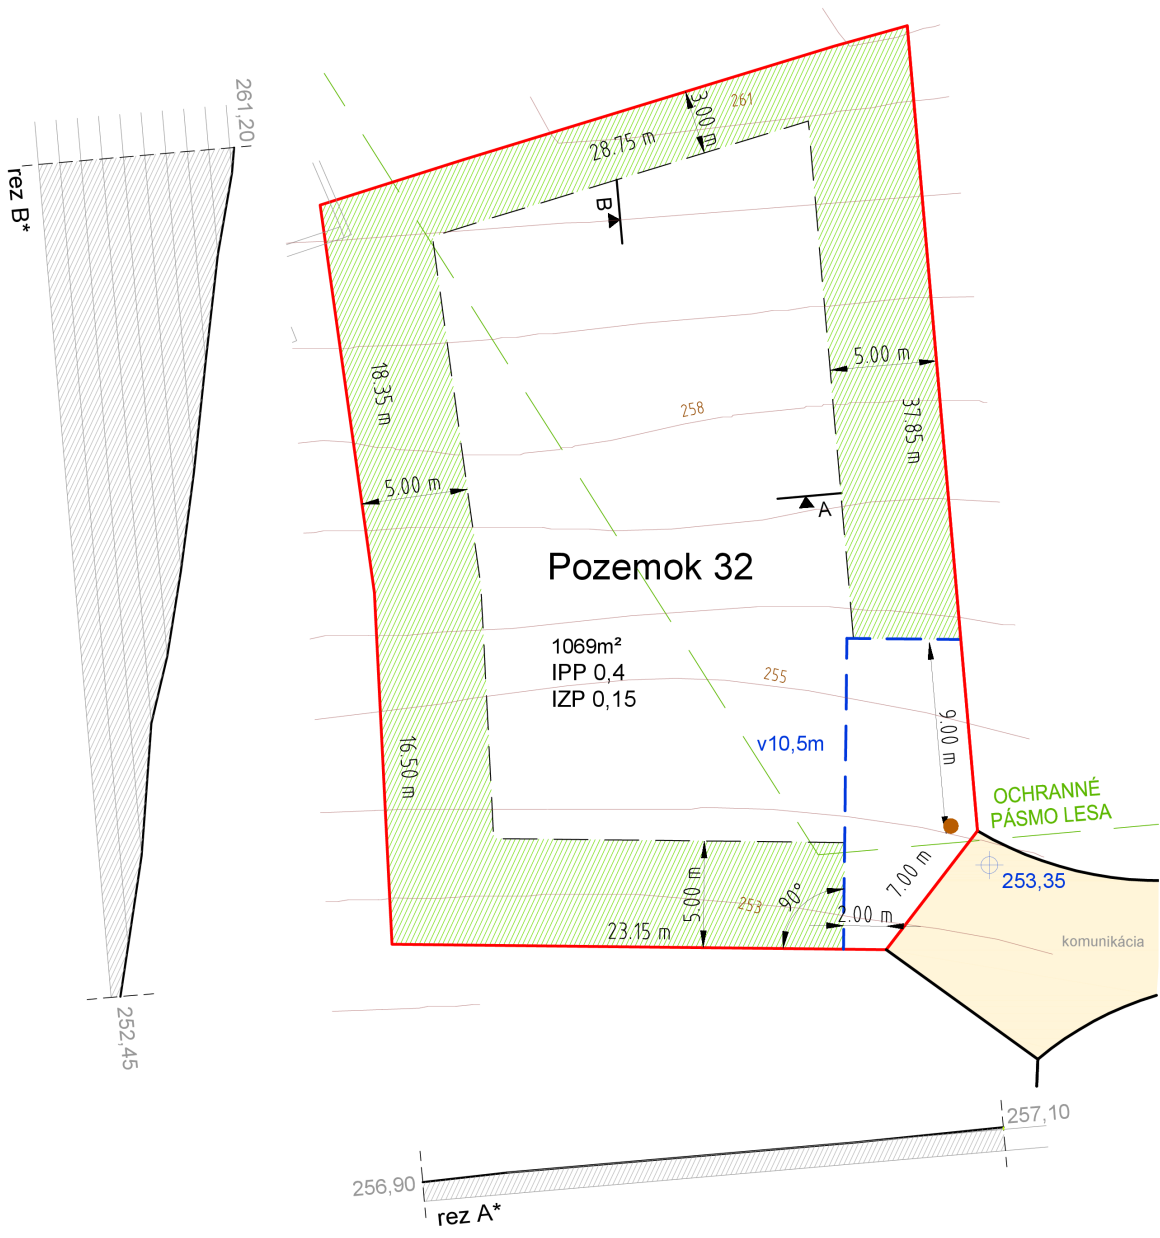 261,20
rez B*
261
3.00 m
28.75 m
B
18.35 m
5.00 m
37.85 m
258
5.00 m
A
Pozemok 32
1069m²
IPP 0,4
IZP 0,15
255
v10,5m
9.00 m
16.50 m
OCHRANNÉ
PÁSMO LESA
7.00 m
253,35
5.00 m
253
90°
2.00 m
23.15 m
komunikácia
252,45
257,10
256,90
rez A*